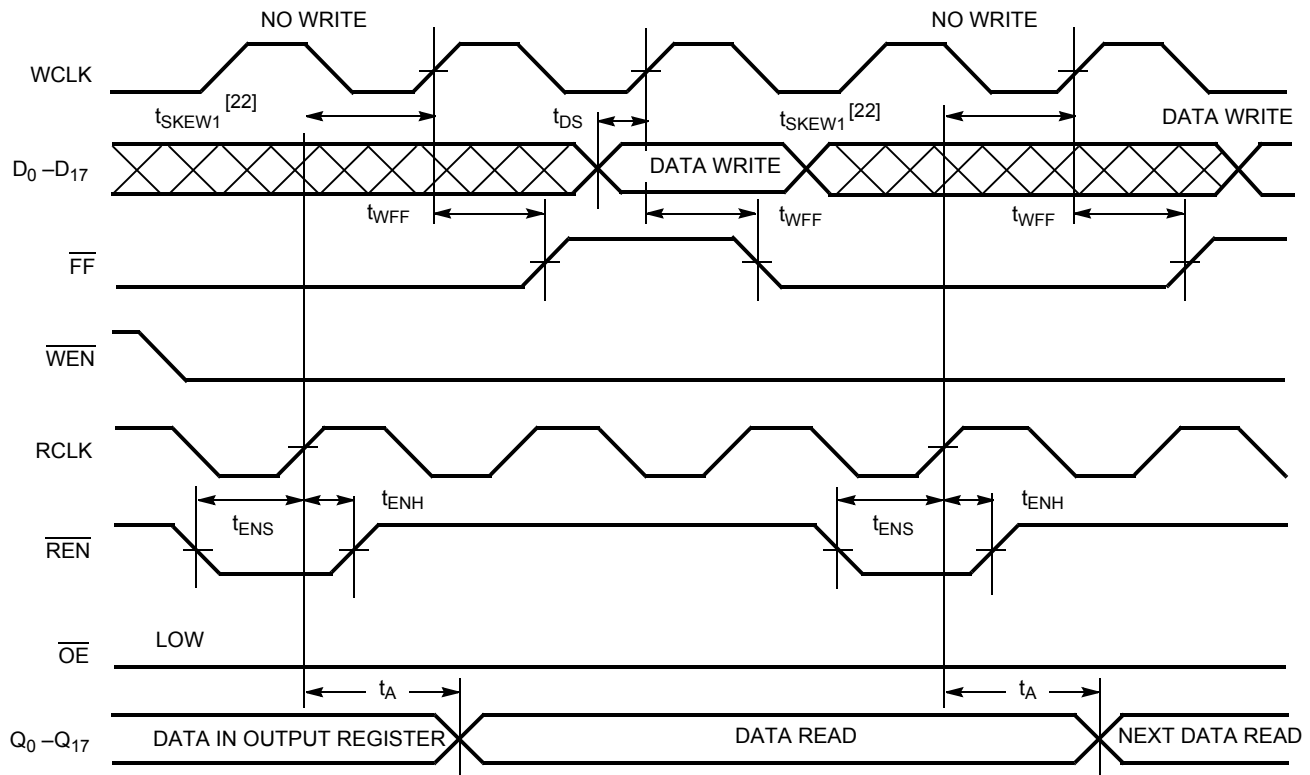 NO WRITE NO WRITE
WCLK
tSKEW1 [22] tDS tSKEW1 [22] DATA WRITE
D0 –D17 DATA WRITE
tWFF tWFF tWFF
FF
WEN
RCLK
tENS tENH tENS tENH
REN
LOW
OE
tA tA
Q0 –Q17 DATA IN OUTPUT REGISTER DATA READ NEXT DATA READ